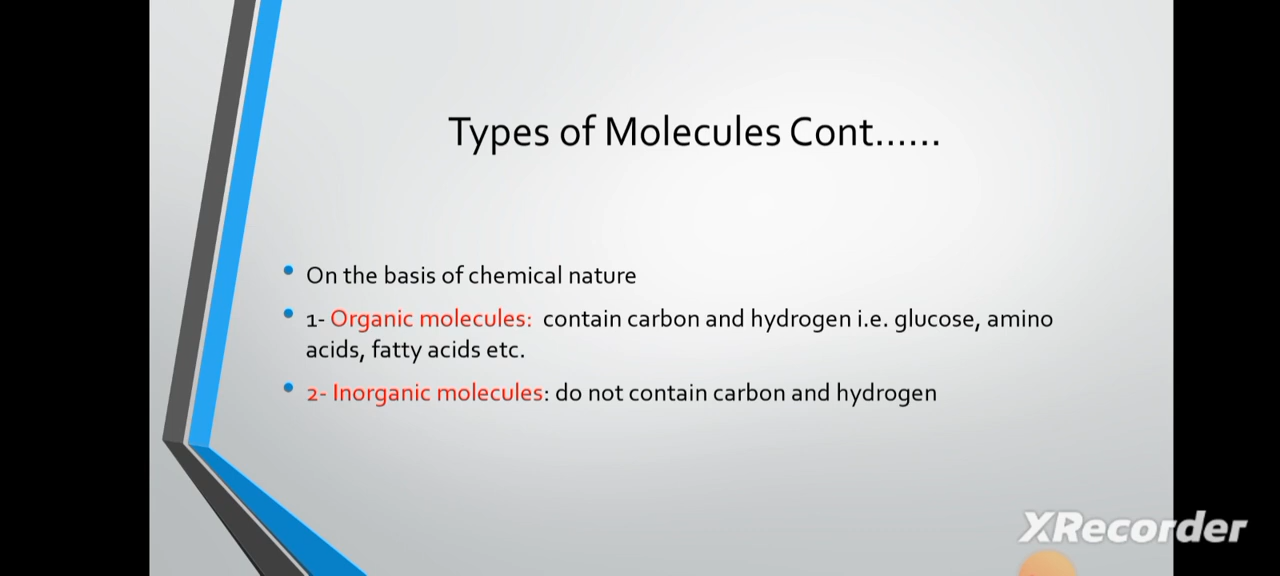 Types of Molecules Cont......
• On the basis of chemical nature
• 1- Organic molecules: contain carbon and hydrogen i.e. glucose, amino
acids, fatty acids etc.
• 2- Inorganic molecules: do not contain carbon and hydrogen
XRecorder